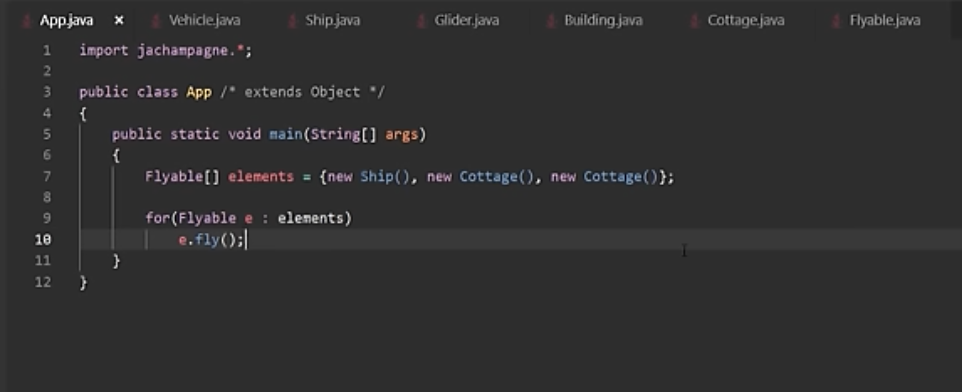 App.java × Vehicle.java Ship.java Glider.java Building.java Cottage.java Flyable.java
1 import jachampagne.*;
2
3 public class App /* extends Object */
4 {
5 public static void main(String[] args)
6 {
7 Flyable[] elements = {new Ship(), new Cottage(), new Cottage()};
8
9 for(Flyable e : elements)
10 e.fly();
11 }
12 }